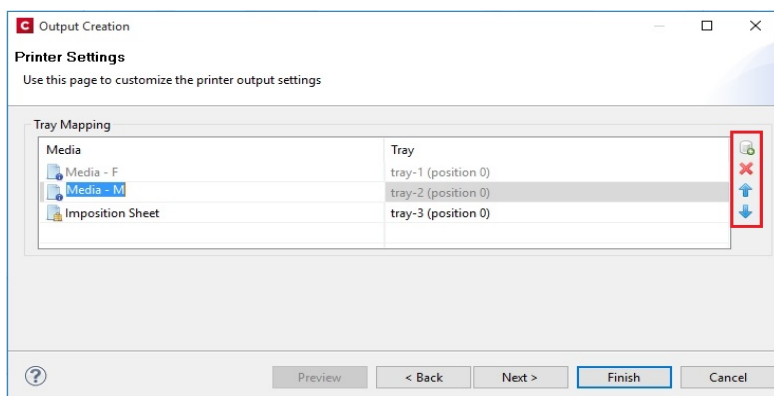 C Output Creation
Printer Settings
Use this page to customize the printer output settings
Tray Mapping
Media Tray
Media - F tray-1 (position 0)
Media - M tray-2 (position 0)
Imposition Sheet tray-3 (position 0)
? Preview < Back Next > Finish Cancel